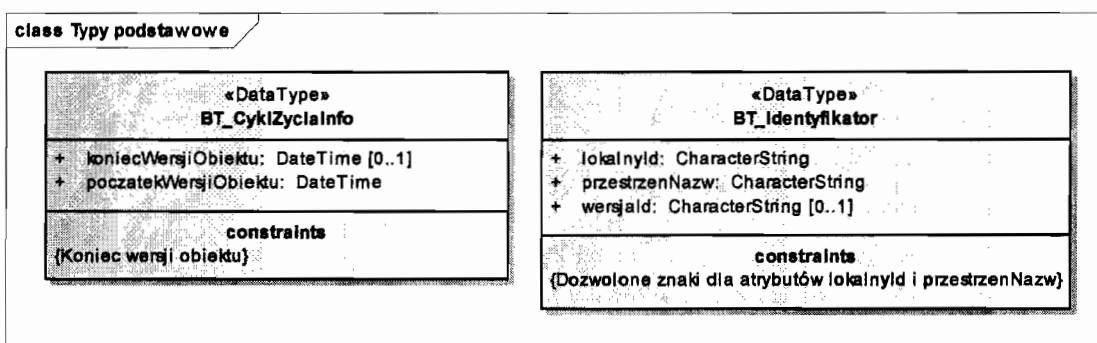 class Typy podstawowe
«DataType»
BT_CyklZyciaInfo
+ koniecWersjiObiektu: DateTime [0..1]
+ poczatekWersjiObiektu: DateTime
constraints
{Koniec wersji obiektu}
«DataType»
BT_Identyfikator
+ lokalnyId: CharacterString
+ przestrzenNazw: CharacterString
+ wersjaId: CharacterString [0..1]
constraints
{Dozwolone znaki dla atrybutów lokalnyId i przestrzenNazw}